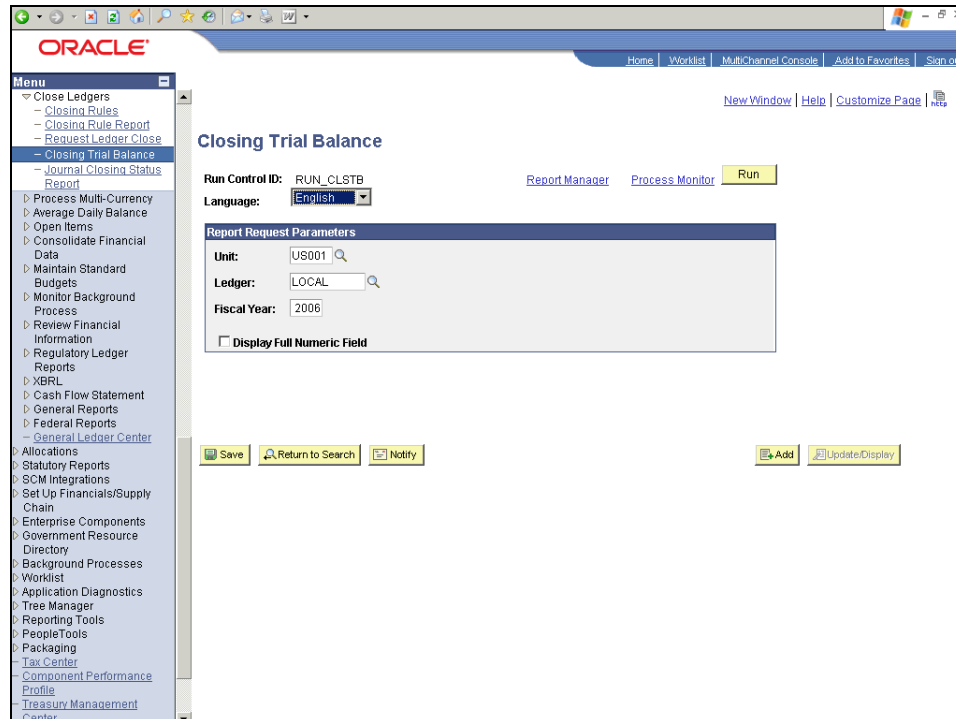 ORACLE
Home | Worklist | MultiChannel Console | Add to Favorites | Sign
Menu
Close Ledgers
Closing Rules
Closing Rule Report
Request Ledger Close
Closing Trial Balance
Journal Closing Status
Report
Process Multi-Currency
Average Daily Balance
Open Items
Consolidate Financial
Data
Maintain Standard
Budgets
Monitor Background
Process
Review Financial
Information
Regulatory Ledger
Reports
XBRL
Cash Flow Statement
General Reports
Federal Reports
General Ledger Center
Allocations
Statutory Reports
SCM Integrations
Set Up Financials/Supply
Chain
Enterprise Components
Government Resource
Directory
Background Processes
Worklist
Application Diagnostics
Tree Manager
Reporting Tools
PeopleTools
Packaging
Tax Center
Component Performance
Profile
Treasury Management
Center
New Window | Help | Customize Page | http
Closing Trial Balance
Run Control ID: RUN_CLSTB Report Manager Process Monitor Run
Language: English
Report Request Parameters
Unit: US001
Ledger: LOCAL
Fiscal Year: 2006
Display Full Numeric Field
Save Return to Search Notify Add Update/Display